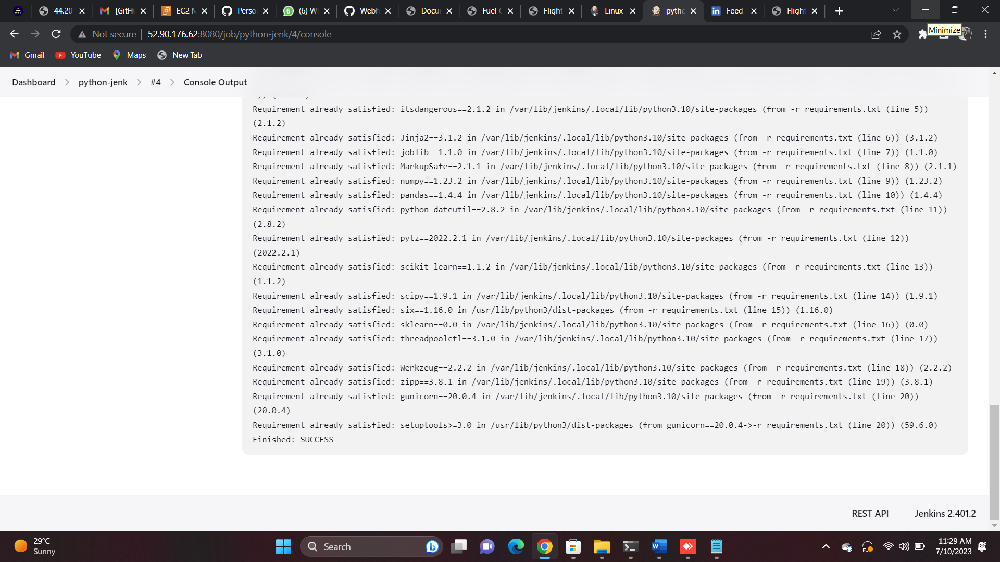 44.20
[GitH
EC2 M
Perso
(6) W
Webh
Docu
Fuel
Flight
Linux
pytho
Feed
Flight
Not secure
52.90.176.62:8080/job/python-jenk/4/console
Minimize
Gmail
YouTube
Maps
New Tab
Dashboard
python-jenk
#4
Console Output
Requirement already satisfied: itsdangerous==2.1.2 in /var/lib/jenkins/.local/lib/python3.10/site-packages (from -r requirements.txt (line 5))
(2.1.2)
Requirement already satisfied: Jinja2==3.1.2 in /var/lib/jenkins/.local/lib/python3.10/site-packages (from -r requirements.txt (line 6)) (3.1.2)
Requirement already satisfied: joblib==1.1.0 in /var/lib/jenkins/.local/lib/python3.10/site-packages (from -r requirements.txt (line 7)) (1.1.0)
Requirement already satisfied: MarkupSafe==2.1.1 in /var/lib/jenkins/.local/lib/python3.10/site-packages (from -r requirements.txt (line 8)) (2.1.1)
Requirement already satisfied: numpy==1.23.2 in /var/lib/jenkins/.local/lib/python3.10/site-packages (from -r requirements.txt (line 9)) (1.23.2)
Requirement already satisfied: pandas==1.4.4 in /var/lib/jenkins/.local/lib/python3.10/site-packages (from -r requirements.txt (line 10)) (1.4.4)
Requirement already satisfied: python-dateutil==2.8.2 in /var/lib/jenkins/.local/lib/python3.10/site-packages (from -r requirements.txt (line 11))
(2.8.2)
Requirement already satisfied: pytz==2022.2.1 in /var/lib/jenkins/.local/lib/python3.10/site-packages (from -r requirements.txt (line 12))
(2022.2.1)
Requirement already satisfied: scikit-learn==1.1.2 in /var/lib/jenkins/.local/lib/python3.10/site-packages (from -r requirements.txt (line 13))
(1.1.2)
Requirement already satisfied: scipy==1.9.1 in /var/lib/jenkins/.local/lib/python3.10/site-packages (from -r requirements.txt (line 14)) (1.9.1)
Requirement already satisfied: six==1.16.0 in /usr/lib/python3/dist-packages (from -r requirements.txt (line 15)) (1.16.0)
Requirement already satisfied: sklearn==0.0 in /var/lib/jenkins/.local/lib/python3.10/site-packages (from -r requirements.txt (line 16)) (0.0)
Requirement already satisfied: threadpoolctl==3.1.0 in /var/lib/jenkins/.local/lib/python3.10/site-packages (from -r requirements.txt (line 17))
(3.1.0)
Requirement already satisfied: Werkzeug==2.2.2 in /var/lib/jenkins/.local/lib/python3.10/site-packages (from -r requirements.txt (line 18)) (2.2.2)
Requirement already satisfied: zipp==3.8.1 in /var/lib/jenkins/.local/lib/python3.10/site-packages (from -r requirements.txt (line 19)) (3.8.1)
Requirement already satisfied: gunicorn==20.0.4 in /var/lib/jenkins/.local/lib/python3.10/site-packages (from -r requirements.txt (line 20))
(20.0.4)
Requirement already satisfied: setuptools>=3.0 in /usr/lib/python3/dist-packages (from gunicorn==20.0.4->-r requirements.txt (line 20)) (59.6.0)
Finished: SUCCESS
REST API
Jenkins 2.401.2
29°C
Sunny
Search
11:29 AM
7/10/2023